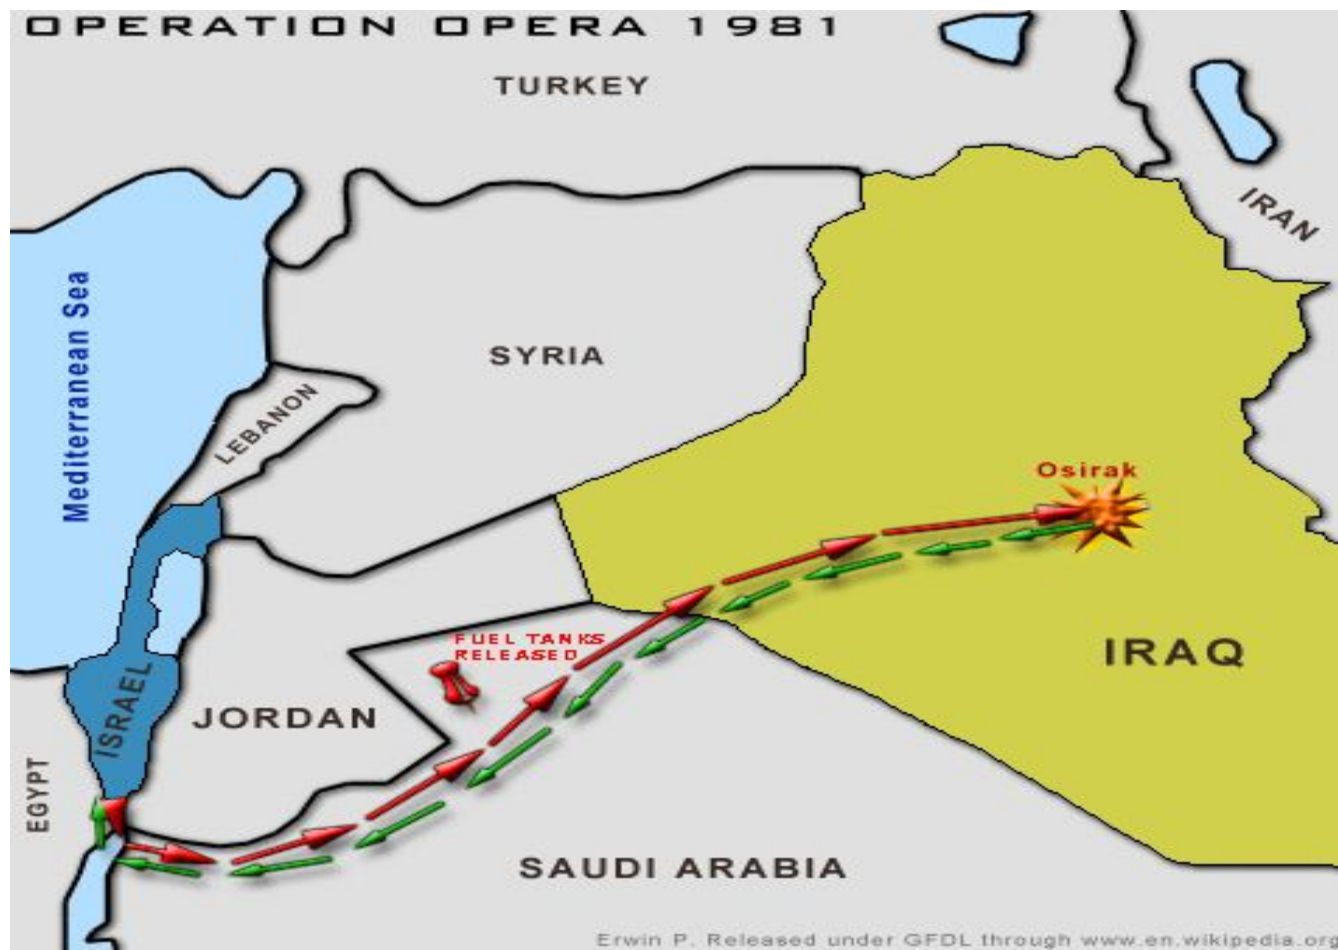 OPERATION OPERA 1981
TURKEY
IRAN
Mediterranean Sea
SYRIA
LEBANON
Osirak
FUEL TANKS
RELEASED
IRAQ
ISRAEL
JORDAN
EGYPT
SAUDI ARABIA
Erwin P. Released under GFDL through www.en.wikipedia.org